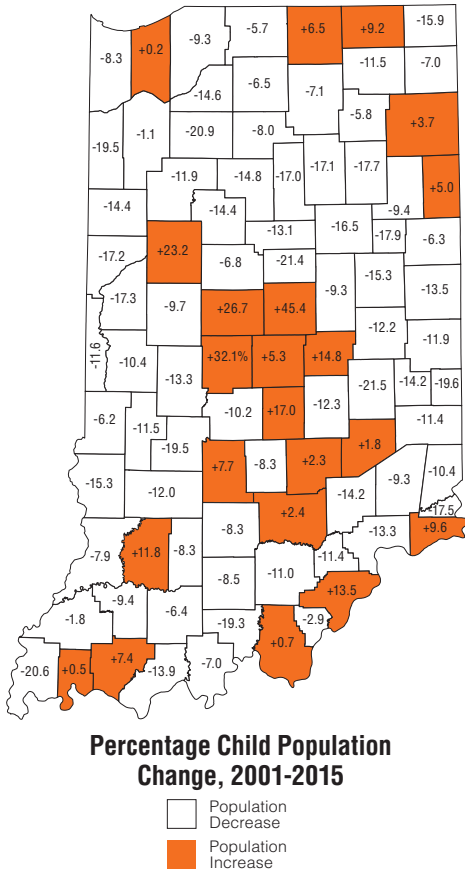 -8.3 +0.2 -9.3 -5.7 +6.5 +9.2 -15.9
-11.5 -7.0
-14.6 -6.5 -7.1
-5.8 +3.7
-19.5 -1.1 -20.9 -8.0
-11.9 -14.8 -17.0 -17.1 -17.7
+5.0
-14.4 -14.4 -9.4
-13.1 -16.5 -17.9 -6.3
-17.2 +23.2 -6.8 -21.4
-15.3
-17.3 -9.7 +26.7 +45.4 -9.3 -13.5
-12.2 -11.9
-11.6 -10.4 +32.1% +5.3 +14.8
-13.3 -21.5 -14.2 -19.6
-6.2 -11.5 -10.2 +17.0 -12.3 -11.4
-19.5 +7.7 -8.3 +2.3 +1.8
-15.3 -12.0 -14.2 -9.3 -10.4
+2.4 -17.5
-7.9 +11.8 -8.3 -8.3 -13.3 +9.6
-8.5 -11.0 -11.4
-1.8 -9.4 -6.4 +13.5
-19.3 -2.9
-20.6 +0.5 +7.4 -13.9 -7.0 +0.7
Percentage Child Population
Change, 2001-2015
Population
Decrease
Population
Increase